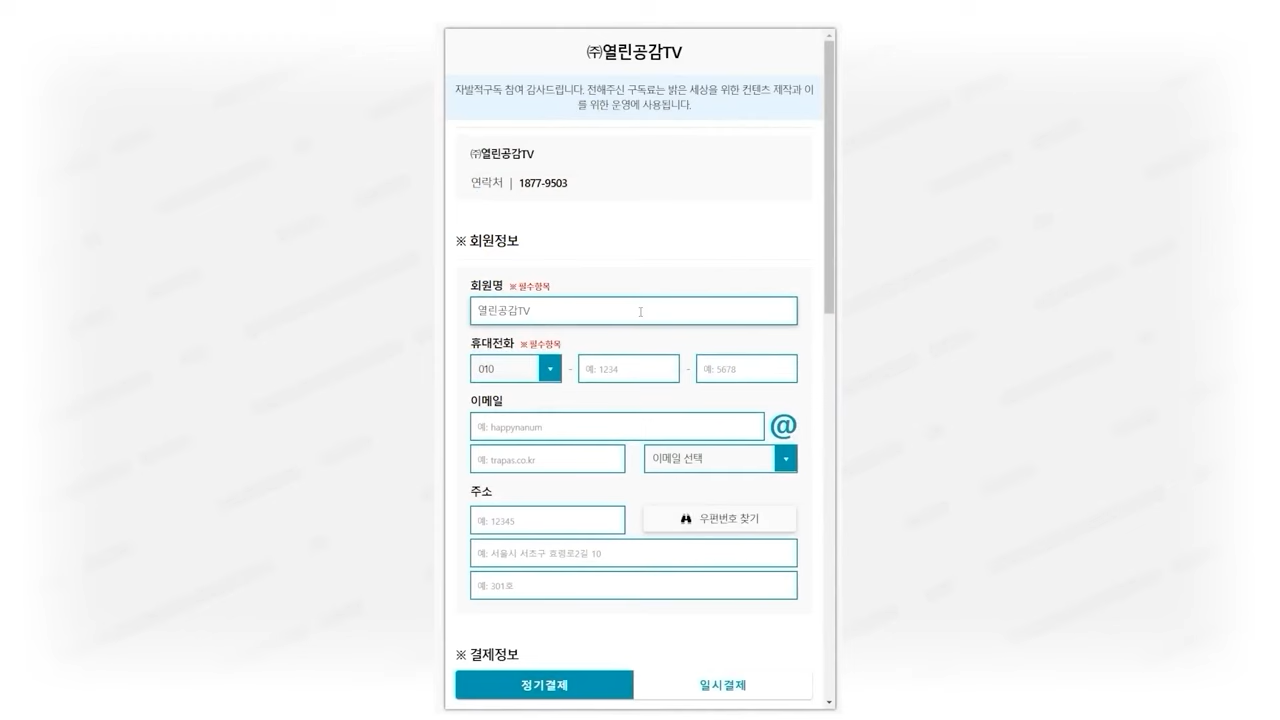 ㈜열린공감TV
자발적구독 참여 감사드립니다. 전해주신 구독료는 밝은 세상을 위한 컨텐츠 제작과 이
를 위한 운영에 사용됩니다.
㈜열린공감TV
연락처 | 1877-9503
※ 회원정보
회원명 ※ 필수항목
열린공감TV
휴대전화 ※ 필수항목
010 - 예: 1234 - 예: 5678
이메일
예: happynanum @
예: trapas.co.kr 이메일 선택
주소
예: 12345 우편번호 찾기
예: 서울시 서초구 효령로2길 10
예: 301호
※ 결제정보
정기결제 일시결제